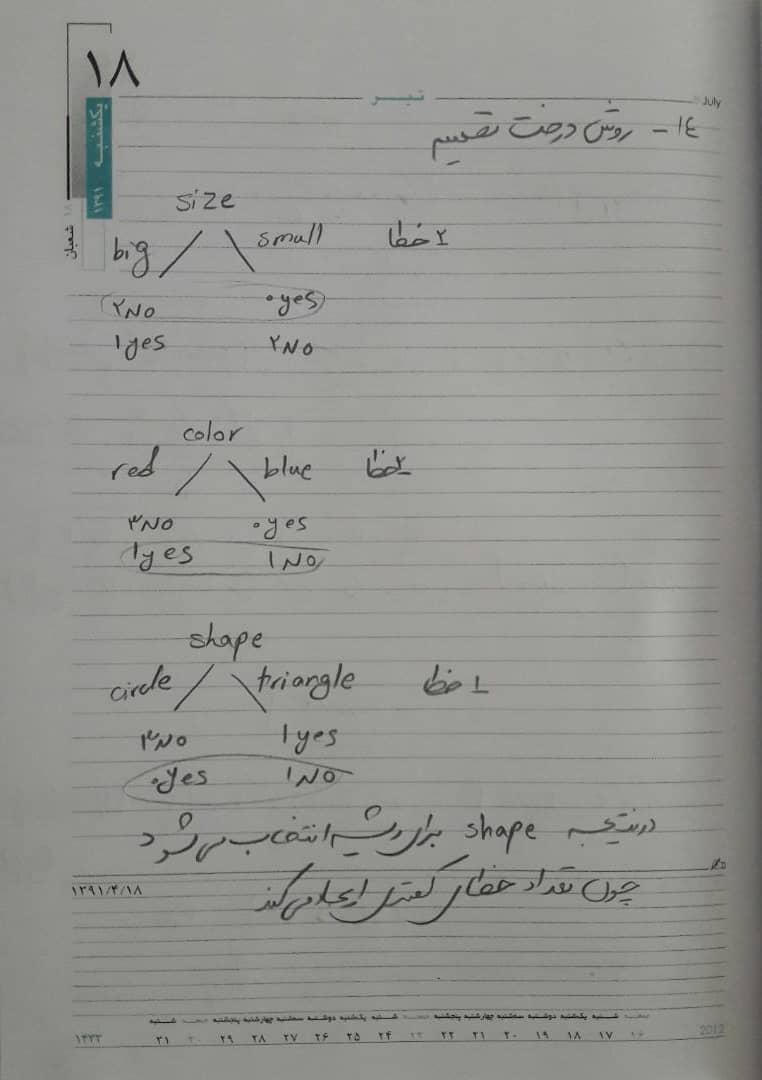 ۱۸
تیر
July
یکشنبه
۱۳۹۱
۱۸ شعبان
۱٤- روش درخت تقسیم
size
big small ۲ خطا
۲NO ۰yes
۱yes ۲NO
color
red blue ۲ خطا
۳NO ۰yes
۱yes ۱NO
shape
circle triangle ۱ خطا
۳NO ۱yes
۰yes ۱NO
درنتیجه shape برای ریشه انتخاب می شود
۱۳۹۱/۴/۱۸
چون تعداد خطای کمتری ایجاد می کند
شنبه جمعه پنجشنبه چهارشنبه سه‌شنبه دوشنبه یکشنبه شنبه جمعه پنجشنبه چهارشنبه سه‌شنبه دوشنبه یکشنبه شنبه جمعه
۱۴۳۳ ۳۱ ۳۰ ۲۹ ۲۸ ۲۷ ۲۶ ۲۵ ۲۴ ۲۳ ۲۲ ۲۱ ۲۰ ۱۹ ۱۸ ۱۷ ۱۶ 2012